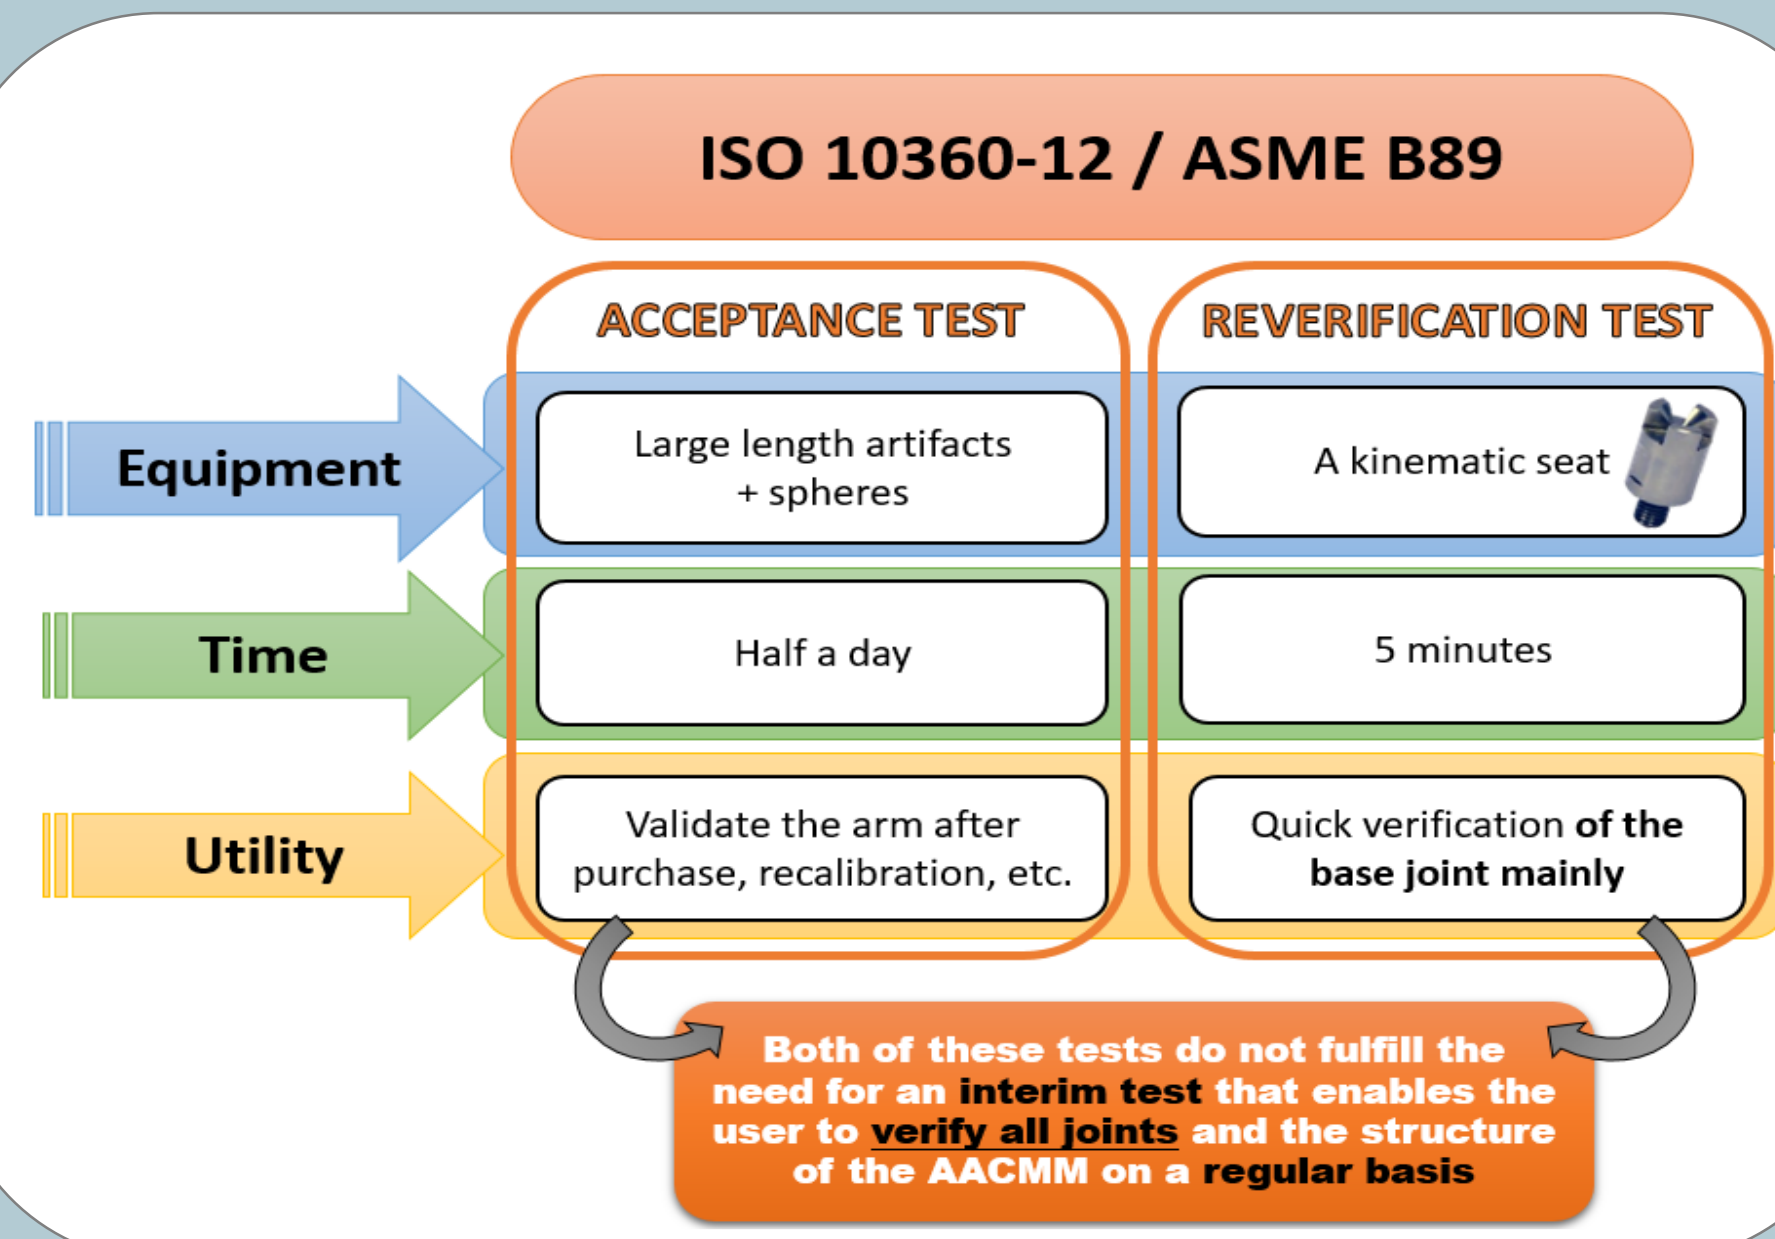 ISO 10360-12 / ASME B89
ACCEPTANCE TEST
REVERIFICATION TEST
Equipment
Large length artifacts
+ spheres
A kinematic seat
Time
Half a day
5 minutes
Utility
Validate the arm after
purchase, recalibration, etc.
Quick verification of the
base joint mainly
Both of these tests do not fulfill the
need for an interim test that enables the
user to verify all joints and the structure
of the AACMM on a regular basis